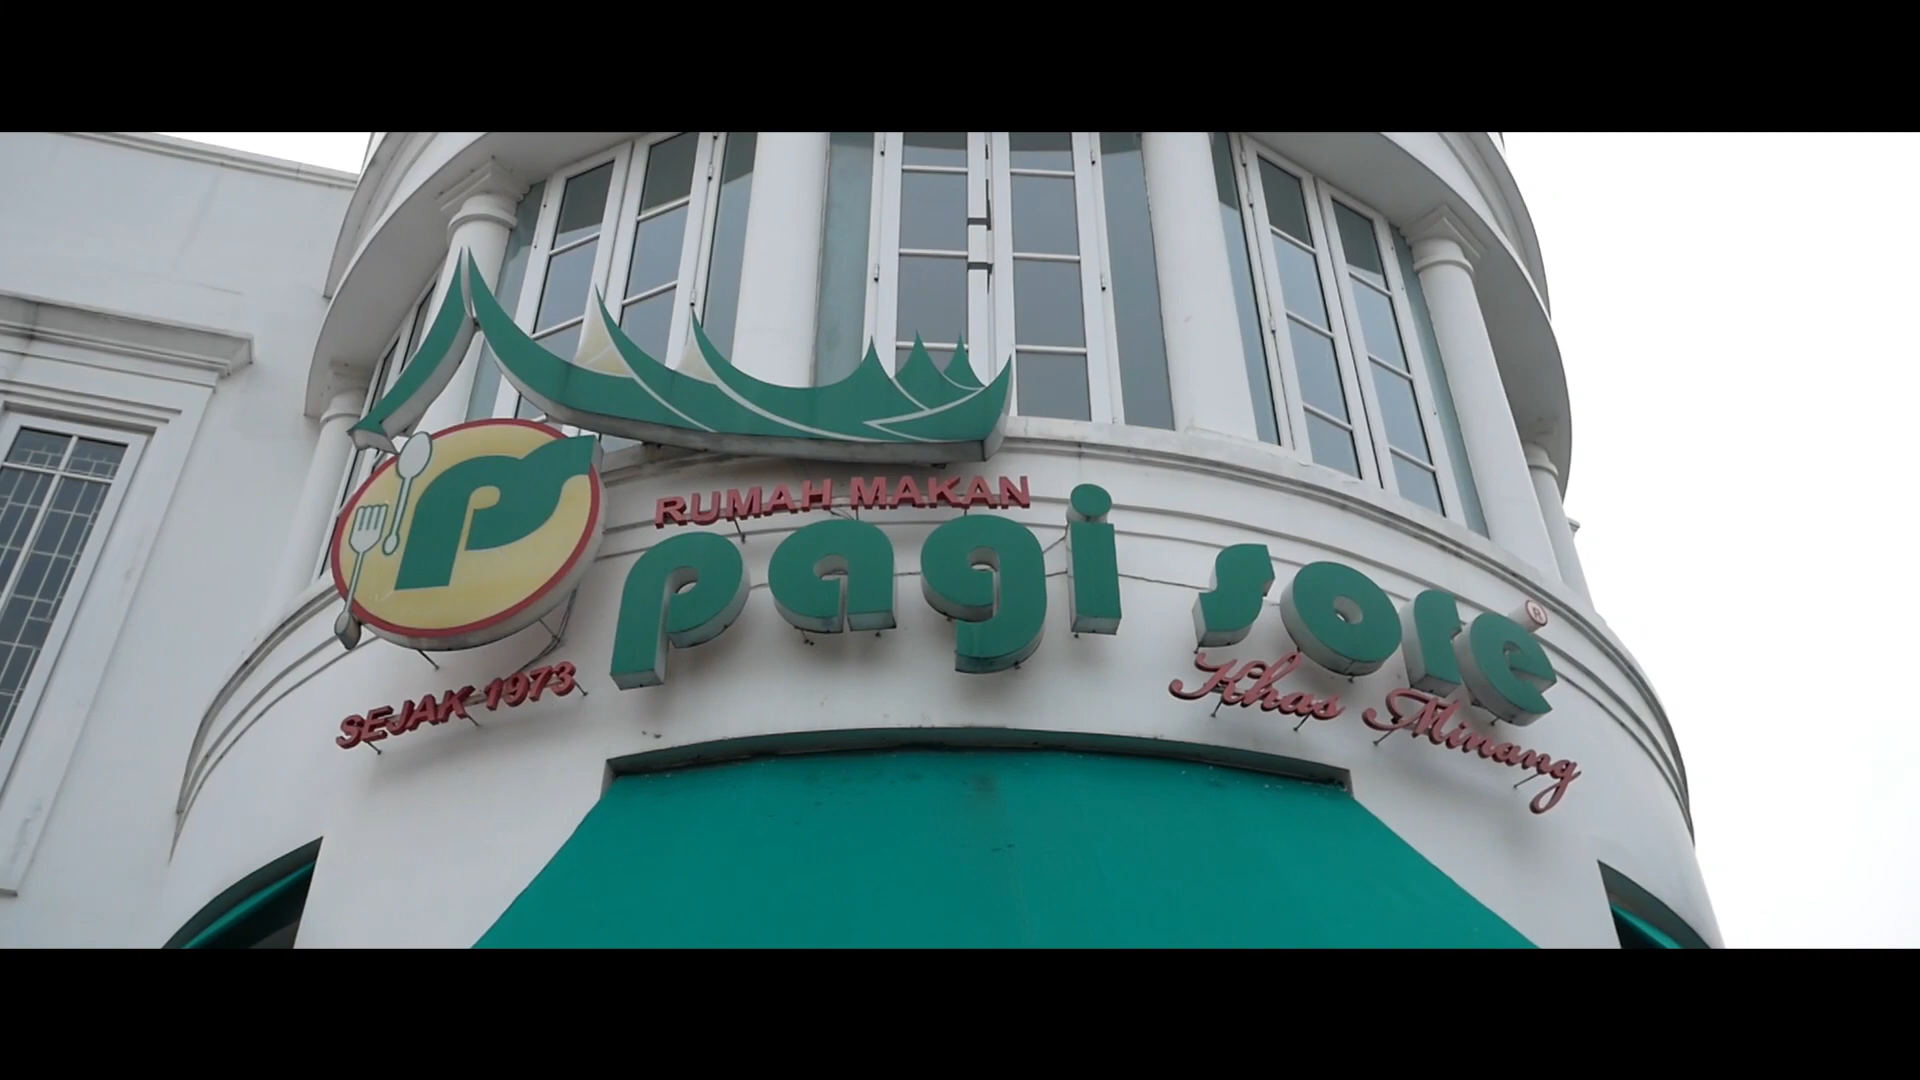 P
RUMAH MAKAN
pagi sore ®
SEJAK 1973
Khas Minang